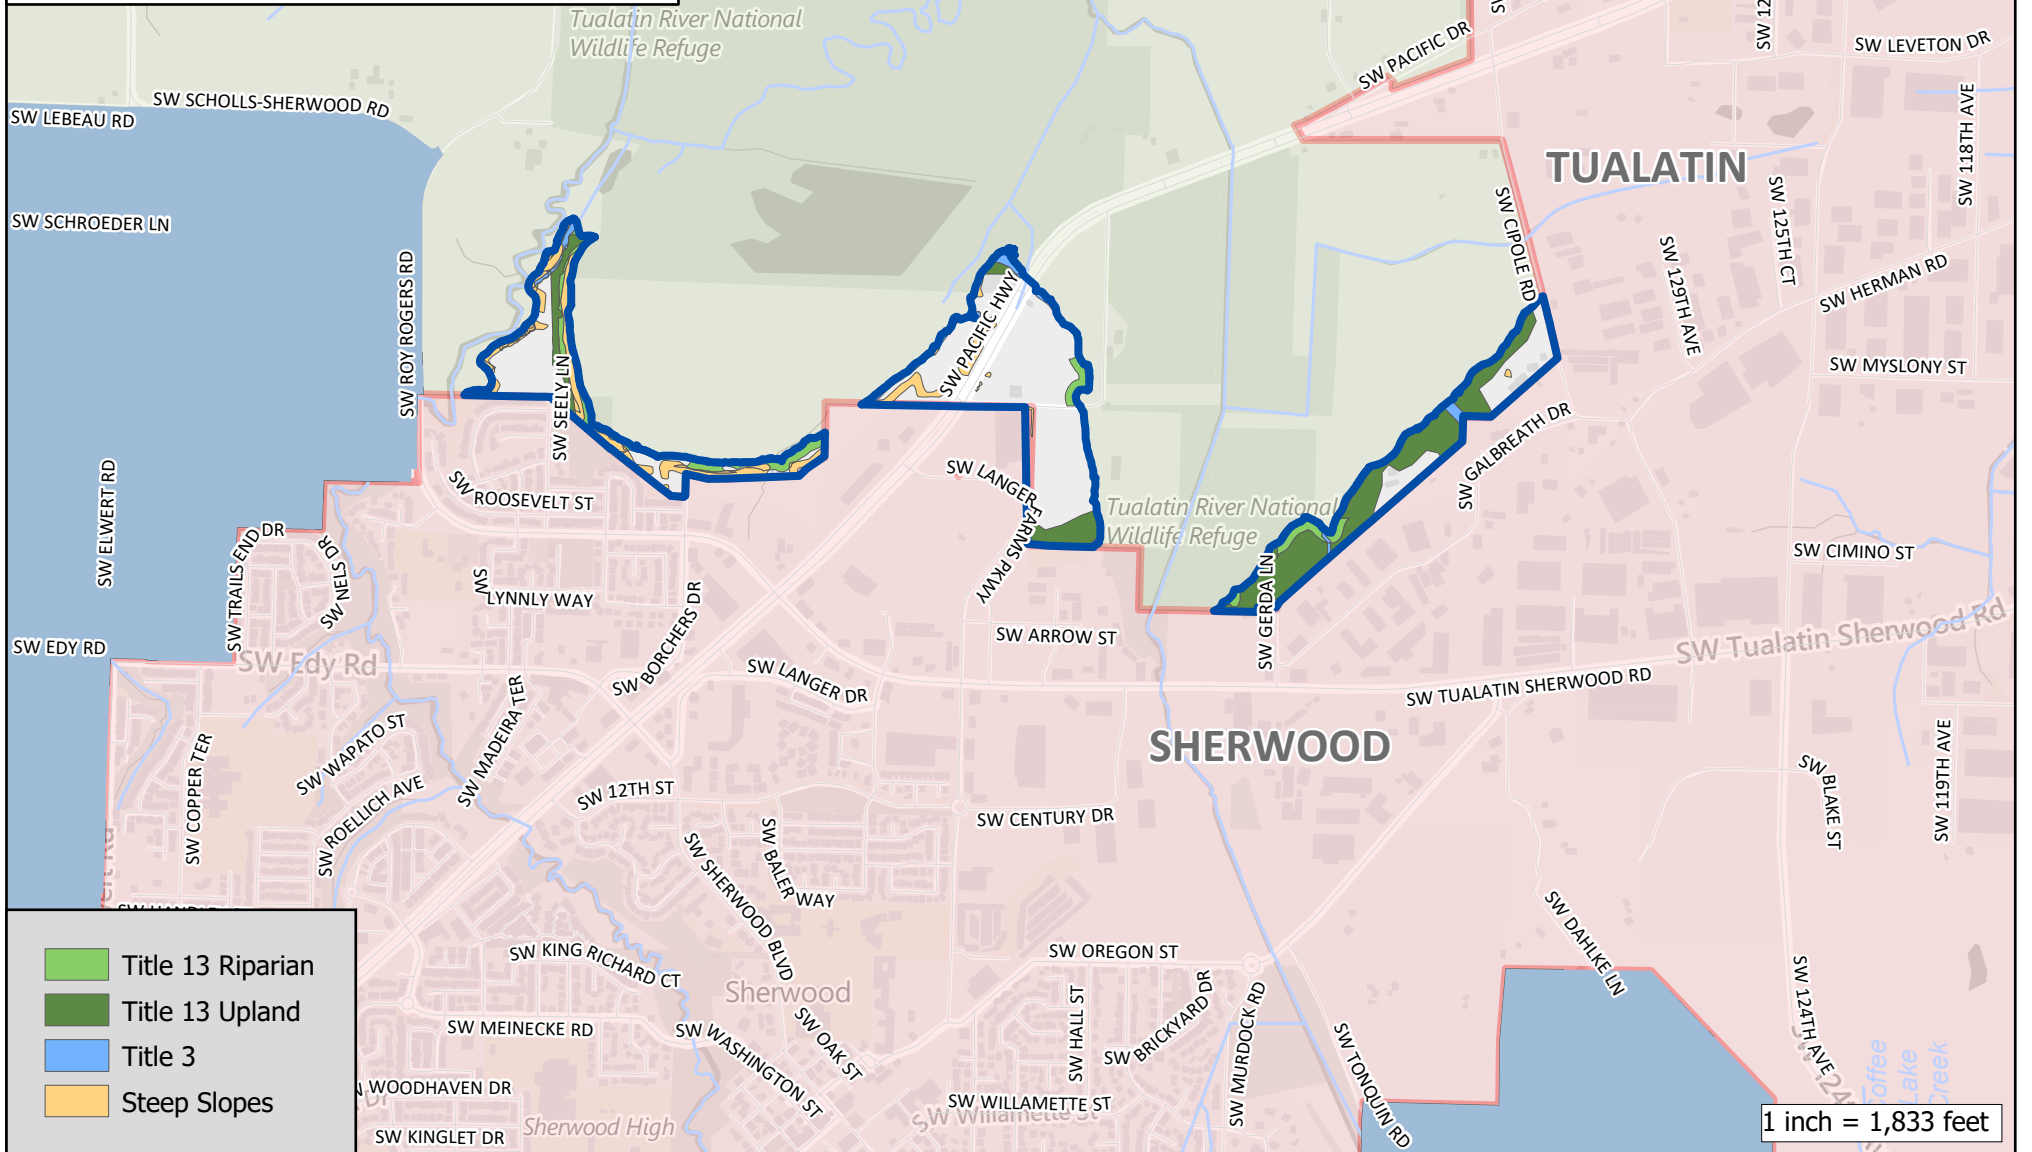 Tualatin River National
Wildlife Refuge
SW PACIFIC DR
SW LEVETON DR
SW SCHOLLS-SHERWOOD RD
SW LEBEAU RD
SW 118TH AVE
TUALATIN
SW SCHROEDER LN
SW CIPOLE RD
SW 125TH CT
SW 129TH AVE
SW HERMAN RD
SW ROY ROGERS RD
SW PACIFIC HWY
SW MYSLONY ST
SW SEELY LN
SW GALBREATH DR
SW ELWERT RD
SW ROOSEVELT ST
SW LANGER
FARMS PKWY
Tualatin River National
Wildlife Refuge
SW TRAILS END DR
SW NELS DR
SW CIMINO ST
SW
LYNNLY WAY
SW BORCHERS DR
SW GERDA LN
SW ARROW ST
SW EDY RD
SW Edy Rd
SW Tualatin Sherwood Rd
SW LANGER DR
SW TUALATIN SHERWOOD RD
SW MADEIRA TER
SW WAPATO ST
SW COPPER TER
SHERWOOD
SW 119TH AVE
SW BLAKE ST
SW ROELLICH AVE
SW 12TH ST
SW CENTURY DR
SW BALER
WAY
SW SHERWOOD BLVD
SW DAHLKE LN
SW KING RICHARD CT
SW OREGON ST
Sherwood
SW OAK ST
SW HALL ST
SW BRICKYARD DR
SW MURDOCK RD
SW 124TH AVE
SW MEINECKE RD
SW WASHINGTON ST
SW TONQUIN RD
Coffee
Lake
Creek
WOODHAVEN DR
SW WILLAMETTE ST
SW Willamette St
Sherwood High
SW KINGLET DR
Title 13 Riparian
Title 13 Upland
Title 3
Steep Slopes
1 inch = 1,833 feet